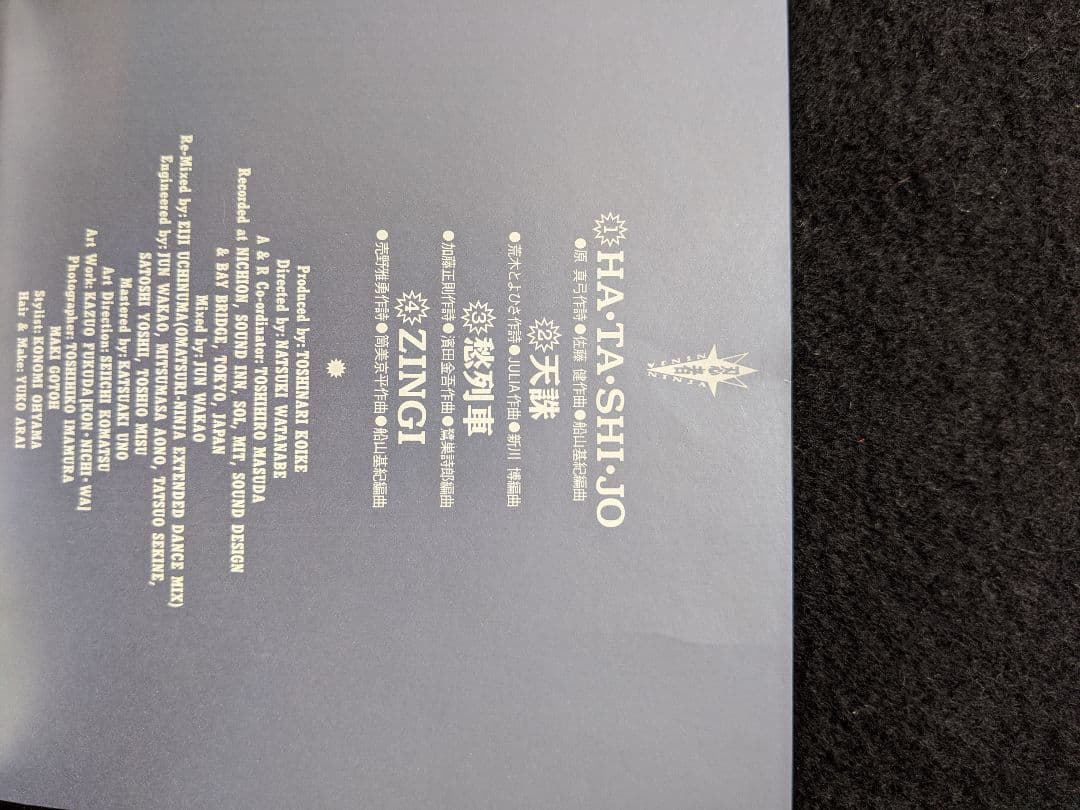 忍者
1 HA・TA・SHI・JO
●原 真弓作詩●佐藤 健作曲●船山基紀編曲
2 天誅
●荒木とよひさ作詩●JULIA作曲●新川 博編曲
3 愁列車
●加藤正則作詩●濱田金吾作曲●鷺巣詩郎編曲
4 ZINGI
●売野雅勇作詩●筒美京平作曲●船山基紀編曲
Produced by: TOSHINARI KOIKE
Directed by: NATSUKI WATANABE
A & R Co-ordinator: TOSHIHIRO MASUDA
Recorded at NICHION, SOUND INN, SOL, MIT, SOUND DESIGN
& BAY BRIDGE, TOKYO, JAPAN
Mixed by: JUN WAKAO
Re-Mixed by: EIJI UCHINUMA(OMATSURI-NINJA EXTENDED DANCE MIX)
Engineered by: JUN WAKAO, MITSUMASA AONO, TATSUO SEKINE,
SATOSHI YOSHII, TOSHIO MISU
Mastered by: KATSUAKI UNO
Art Direction: SEIICHI KOMATSU
Art Work: KAZUO FUKUDA[KON・NICHI・WA]
Photographer: YOSHIHIKO IMAMURA
MAKI GOTOH
Stylist: KONOMI OHYAMA
Hair & Make: YUKO ARAI